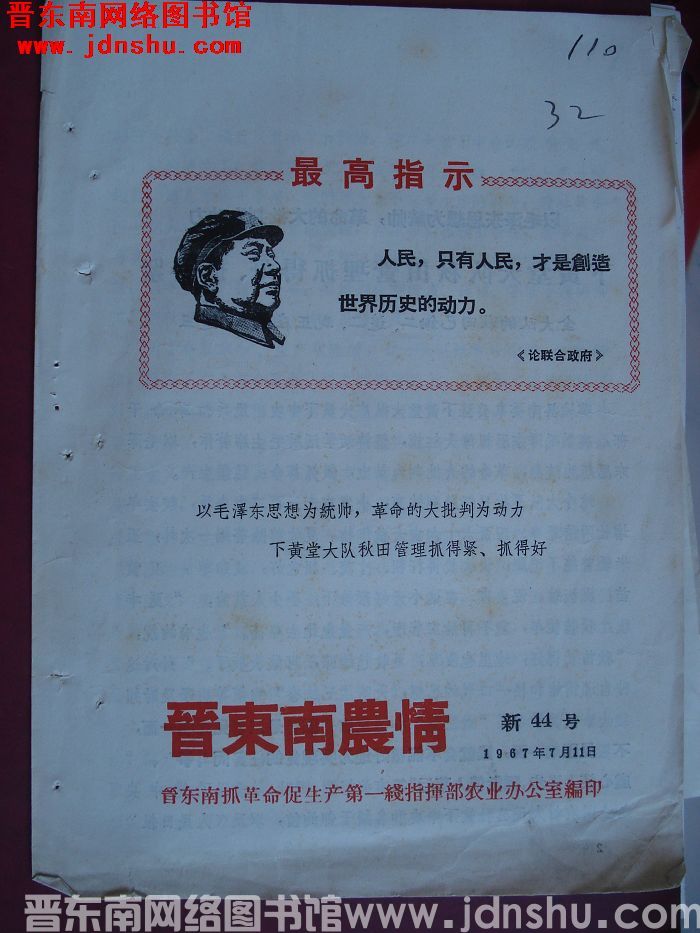 晋东南网络图书馆
www.jdnshu.com
110
32
最高指示
人民，只有人民，才是創造
世界历史的动力。
《论联合政府》
以毛澤东思想为統帅，革命的大批判为动力
下黃堂大队秋田管理抓得紧、抓得好
晉東南農情
新44号
1967年7月11日
晉东南抓革命促生产第一綫指揮部农业办公室編印
晋东南网络图书馆www.jdnshu.com